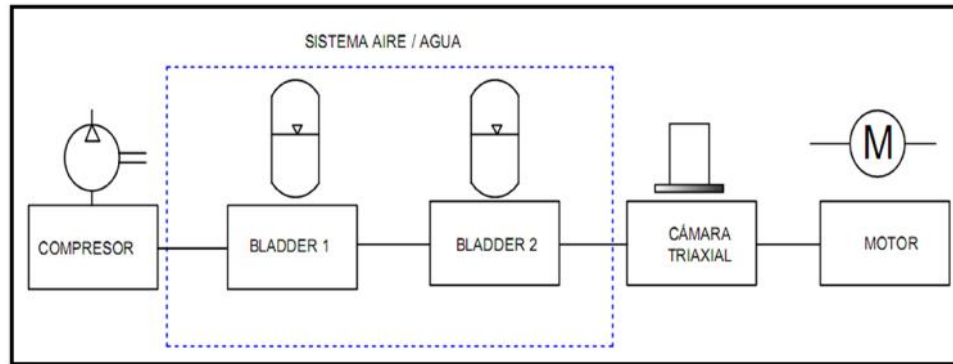 SISTEMA AIRE / AGUA
M
COMPRESOR
BLADDER 1
BLADDER 2
CÁMARA
TRIAXIAL
MOTOR